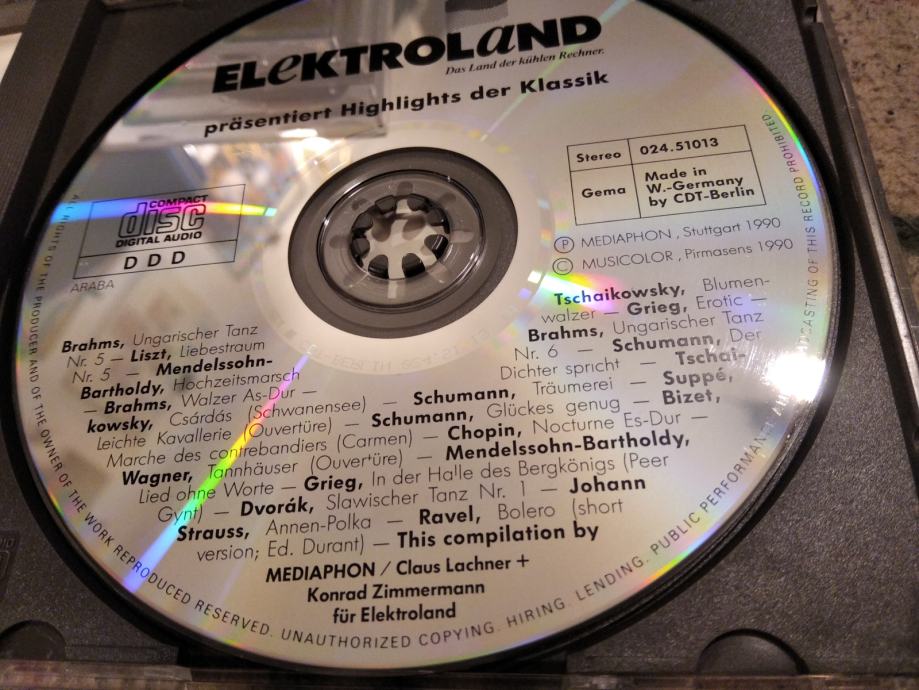 ELeKTROLaND
Das Land der kühlen Rechner.
präsentiert Highlights der Klassik
COMPACT
disc
DIGITAL AUDIO
DDD
ARABA
Stereo 024.51013
Gema Made in
W.-Germany
by CDT-Berlin
Ⓟ MEDIAPHON, Stuttgart 1990
© MUSICOLOR, Pirmasens 1990
Brahms, Ungarischer Tanz
Nr. 5 – Liszt, Liebestraum
Nr. 5 – Mendelssohn-
Bartholdy, Hochzeitsmarsch
– Brahms, Walzer As-Dur –
Tschaikowsky, Blumen-
walzer – Grieg, Erotic –
Brahms, Ungarischer Tanz
Nr. 6 – Schumann, Der
Dichter spricht – Tschai-
kowsky, Csárdás (Schwanensee) – Schumann, Träumerei – Suppé,
Leichte Kavallerie (Ouvertüre) – Schumann, Glückes genug – Bizet,
Marche des contrebandiers (Carmen) – Chopin, Nocturne Es-Dur –
Wagner, Tannhäuser (Ouvertüre) – Mendelssohn-Bartholdy,
Lied ohne Worte – Grieg, In der Halle des Bergkönigs (Peer
Gynt) – Dvorák, Slawischer Tanz Nr. 1 – Johann
Strauss, Annen-Polka – Ravel, Bolero (short
version; Ed. Durant) – This compilation by
MEDIAPHON / Claus Lachner +
Konrad Zimmermann
für Elektroland
ALL RIGHTS OF THE PRODUCER AND OF THE OWNER OF THE WORK REPRODUCED RESERVED. UNAUTHORIZED COPYING. HIRING. LENDING. PUBLIC PERFORMANCE AND BROADCASTING OF THIS RECORD PROHIBITED